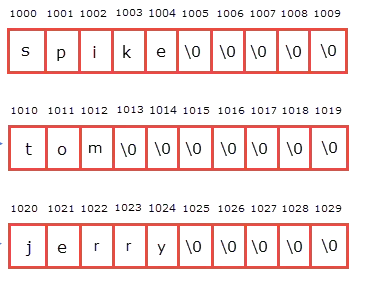 1000 1001 1002 1003 1004 1005 1006 1007 1008 1009
s p i k e \0 \0 \0 \0 \0
1010 1011 1012 1013 1014 1015 1016 1017 1018 1019
t o m \0 \0 \0 \0 \0 \0 \0
1020 1021 1022 1023 1024 1025 1026 1027 1028 1029
j e r r y \0 \0 \0 \0 \0